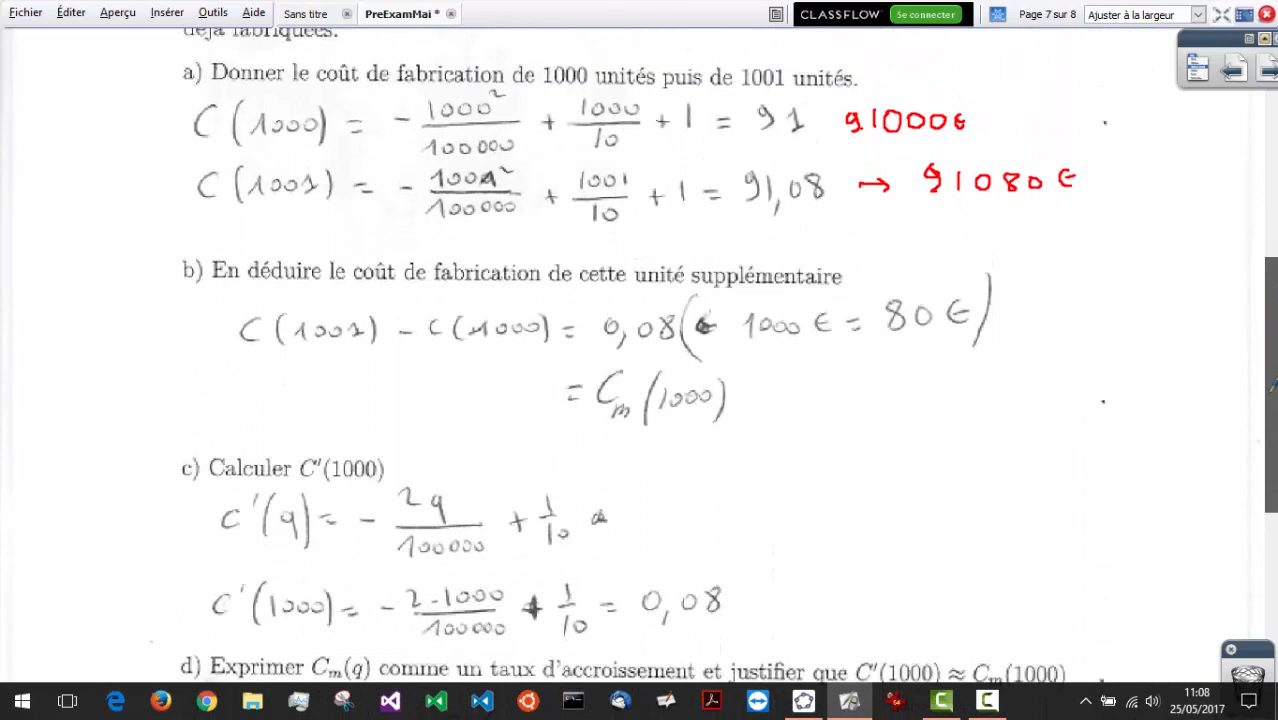 Fichier Éditer Aperçu Insérer Outils Aide Sans titre PreExamMai * CLASSFLOW Se connecter Page 7 sur 8 Ajuster à la largeur
déjà fabriquées.
a) Donner le coût de fabrication de 1000 unités puis de 1001 unités.
C(1000) = - 1000²/100000 + 1000/10 + 1 = 91 91000€
C(1001) = - 1001²/100000 + 1001/10 + 1 = 91,08 → 91080 €
b) En déduire le coût de fabrication de cette unité supplémentaire
C(1001) - C(1000) = 0,08 ( 1000 € = 80 €)
= Cm(1000)
c) Calculer C'(1000)
C'(q) = - 2q/100000 + 1/10
C'(1000) = - 2·1000/100000 + 1/10 = 0,08
d) Exprimer Cm(q) comme un taux d'accroissement et justifier que C'(1000) ≈ Cm(1000)
11:08
25/05/2017